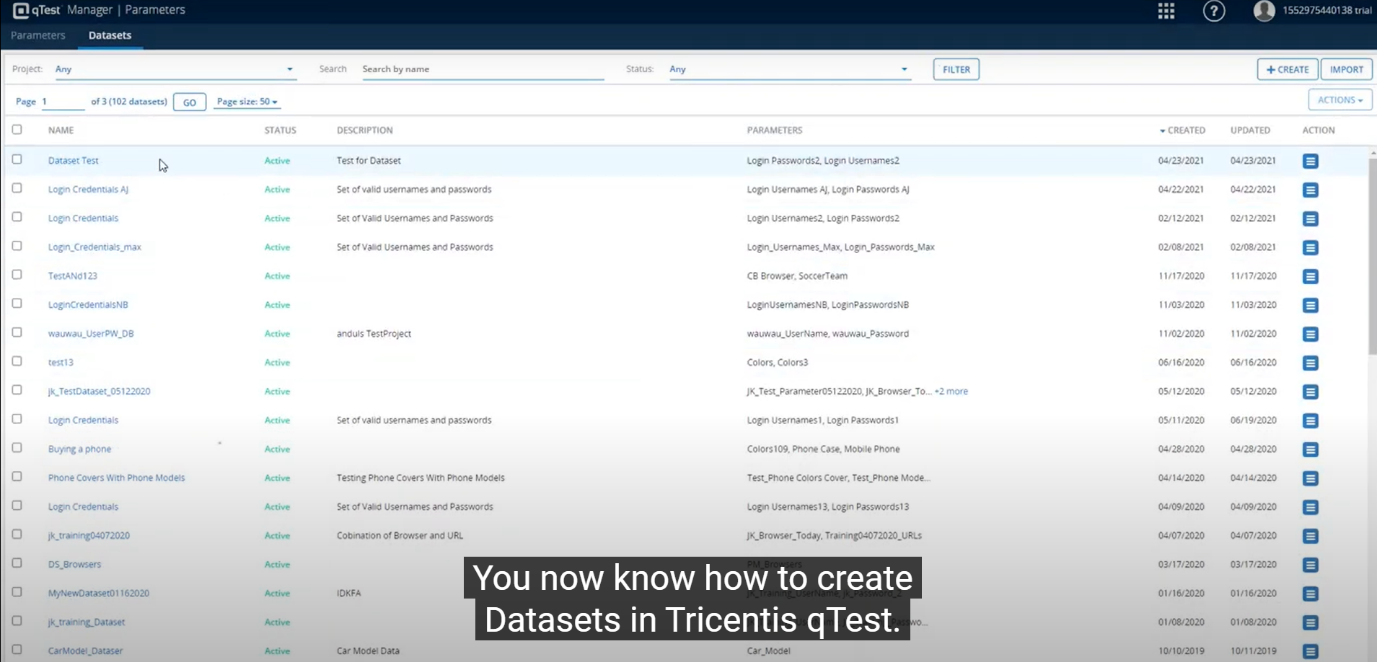 qTest Manager | Parameters 1552975440138 trial
Parameters Datasets
Project: Any Search Search by name Status: Any FILTER + CREATE IMPORT
Page 1 of 3 (102 datasets) GO Page size: 50 ACTIONS
NAME STATUS DESCRIPTION PARAMETERS CREATED UPDATED ACTION
Dataset Test Active Test for Dataset Login Passwords2, Login Usernames2 04/23/2021 04/23/2021
Login Credentials AJ Active Set of valid usernames and passwords Login Usernames AJ, Login Passwords AJ 04/22/2021 04/22/2021
Login Credentials Active Set of Valid Usernames and Passwords Login Usernames2, Login Passwords2 02/12/2021 02/12/2021
Login_Credentials_max Active Set of Valid Usernames and Passwords Login_Usernames_Max, Login_Passwords_Max 02/08/2021 02/08/2021
TestANd123 Active CB Browser, SoccerTeam 11/17/2020 11/17/2020
LoginCredentialsNB Active LoginUsernamesNB, LoginPasswordsNB 11/03/2020 11/03/2020
wauwau_UserPW_DB Active anduls TestProject wauwau_UserName, wauwau_Password 11/02/2020 11/02/2020
test13 Active Colors, Colors3 06/16/2020 06/16/2020
jk_TestDataset_05122020 Active JK_Test_Parameter05122020, JK_Browser_To... +2 more 05/12/2020 05/12/2020
Login Credentials Active Set of valid usernames and passwords Login Usernames1, Login Passwords1 05/11/2020 06/19/2020
Buying a phone Active Colors109, Phone Case, Mobile Phone 04/28/2020 04/28/2020
Phone Covers With Phone Models Active Testing Phone Covers With Phone Models Test_Phone Colors Cover, Test_Phone Mode... 04/14/2020 04/14/2020
Login Credentials Active Set of Valid Usernames and Passwords Login Usernames13, Login Passwords13 04/09/2020 04/09/2020
jk_training04072020 Active Cobination of Browser and URL JK_Browser_Today, Training04072020_URLs 04/07/2020 04/07/2020
DS_Browsers Active 03/17/2020 03/17/2020
MyNewDataset01162020 Active IDKFA 01/16/2020 01/16/2020
jk_training_Dataset Active 01/08/2020 01/08/2020
CarModel_Dataser Active Car Model Data Car_Model 10/10/2019 10/11/2019
You now know how to create
Datasets in Tricentis qTest.